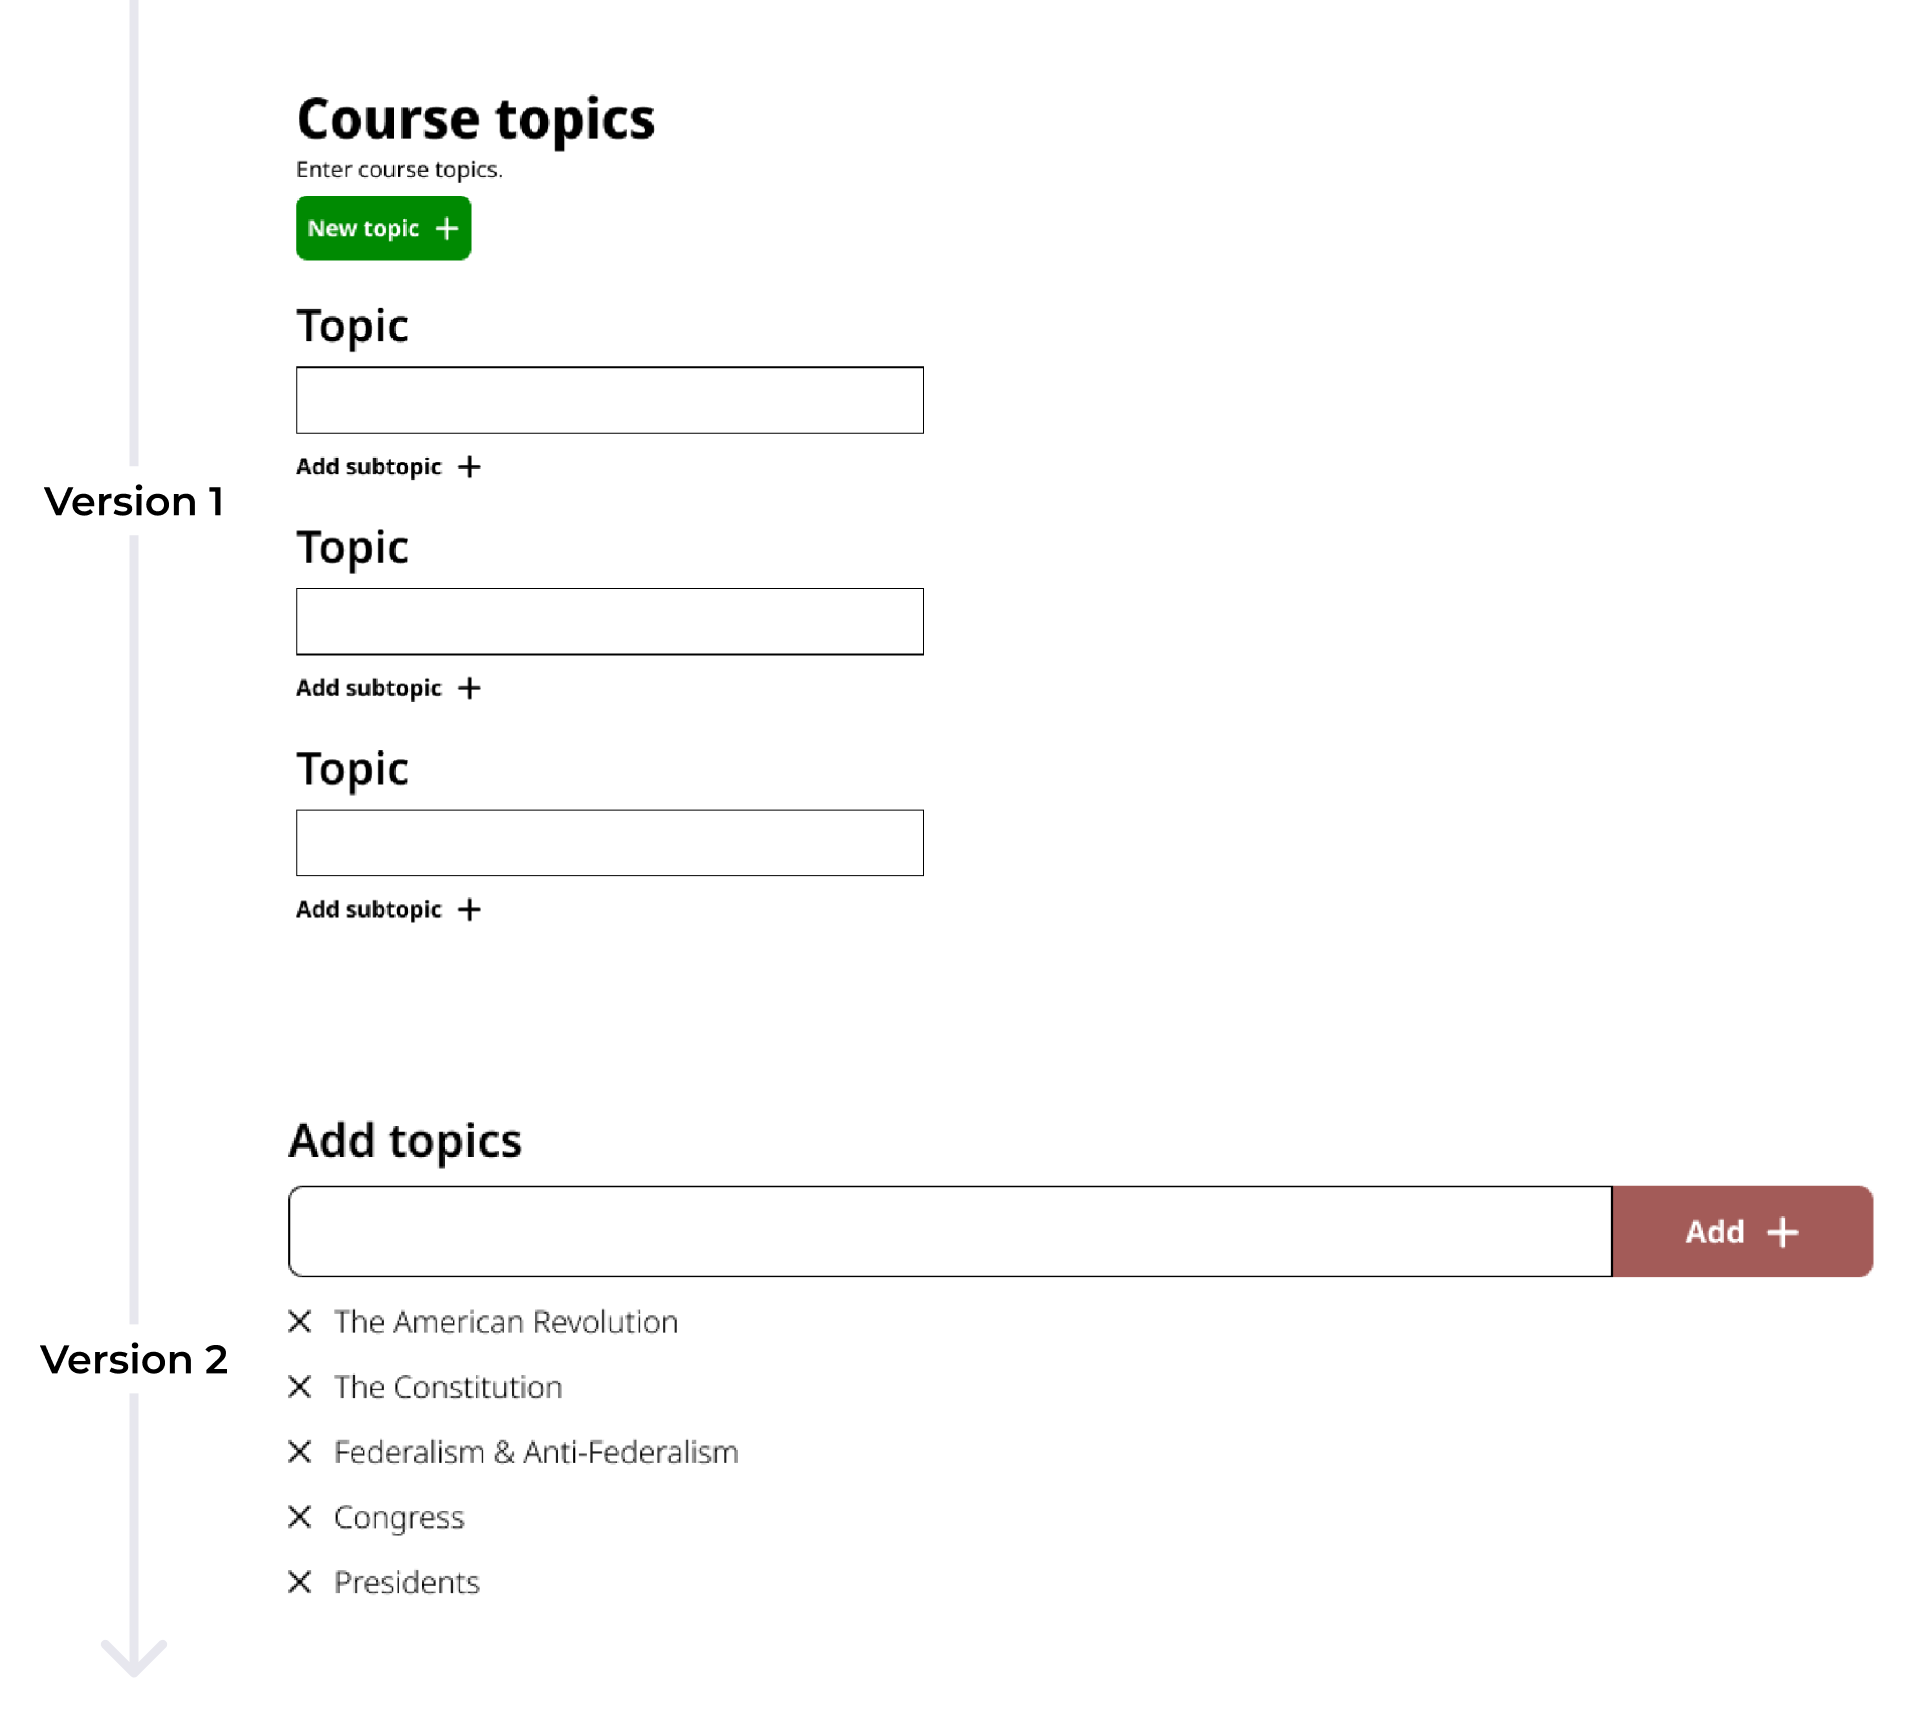 Course topics
Enter course topics.
New topic +
Topic
Add subtopic +
Version 1
Topic
Add subtopic +
Topic
Add subtopic +
Add topics
Add +
The American Revolution
Version 2
The Constitution
Federalism & Anti-Federalism
Congress
Presidents